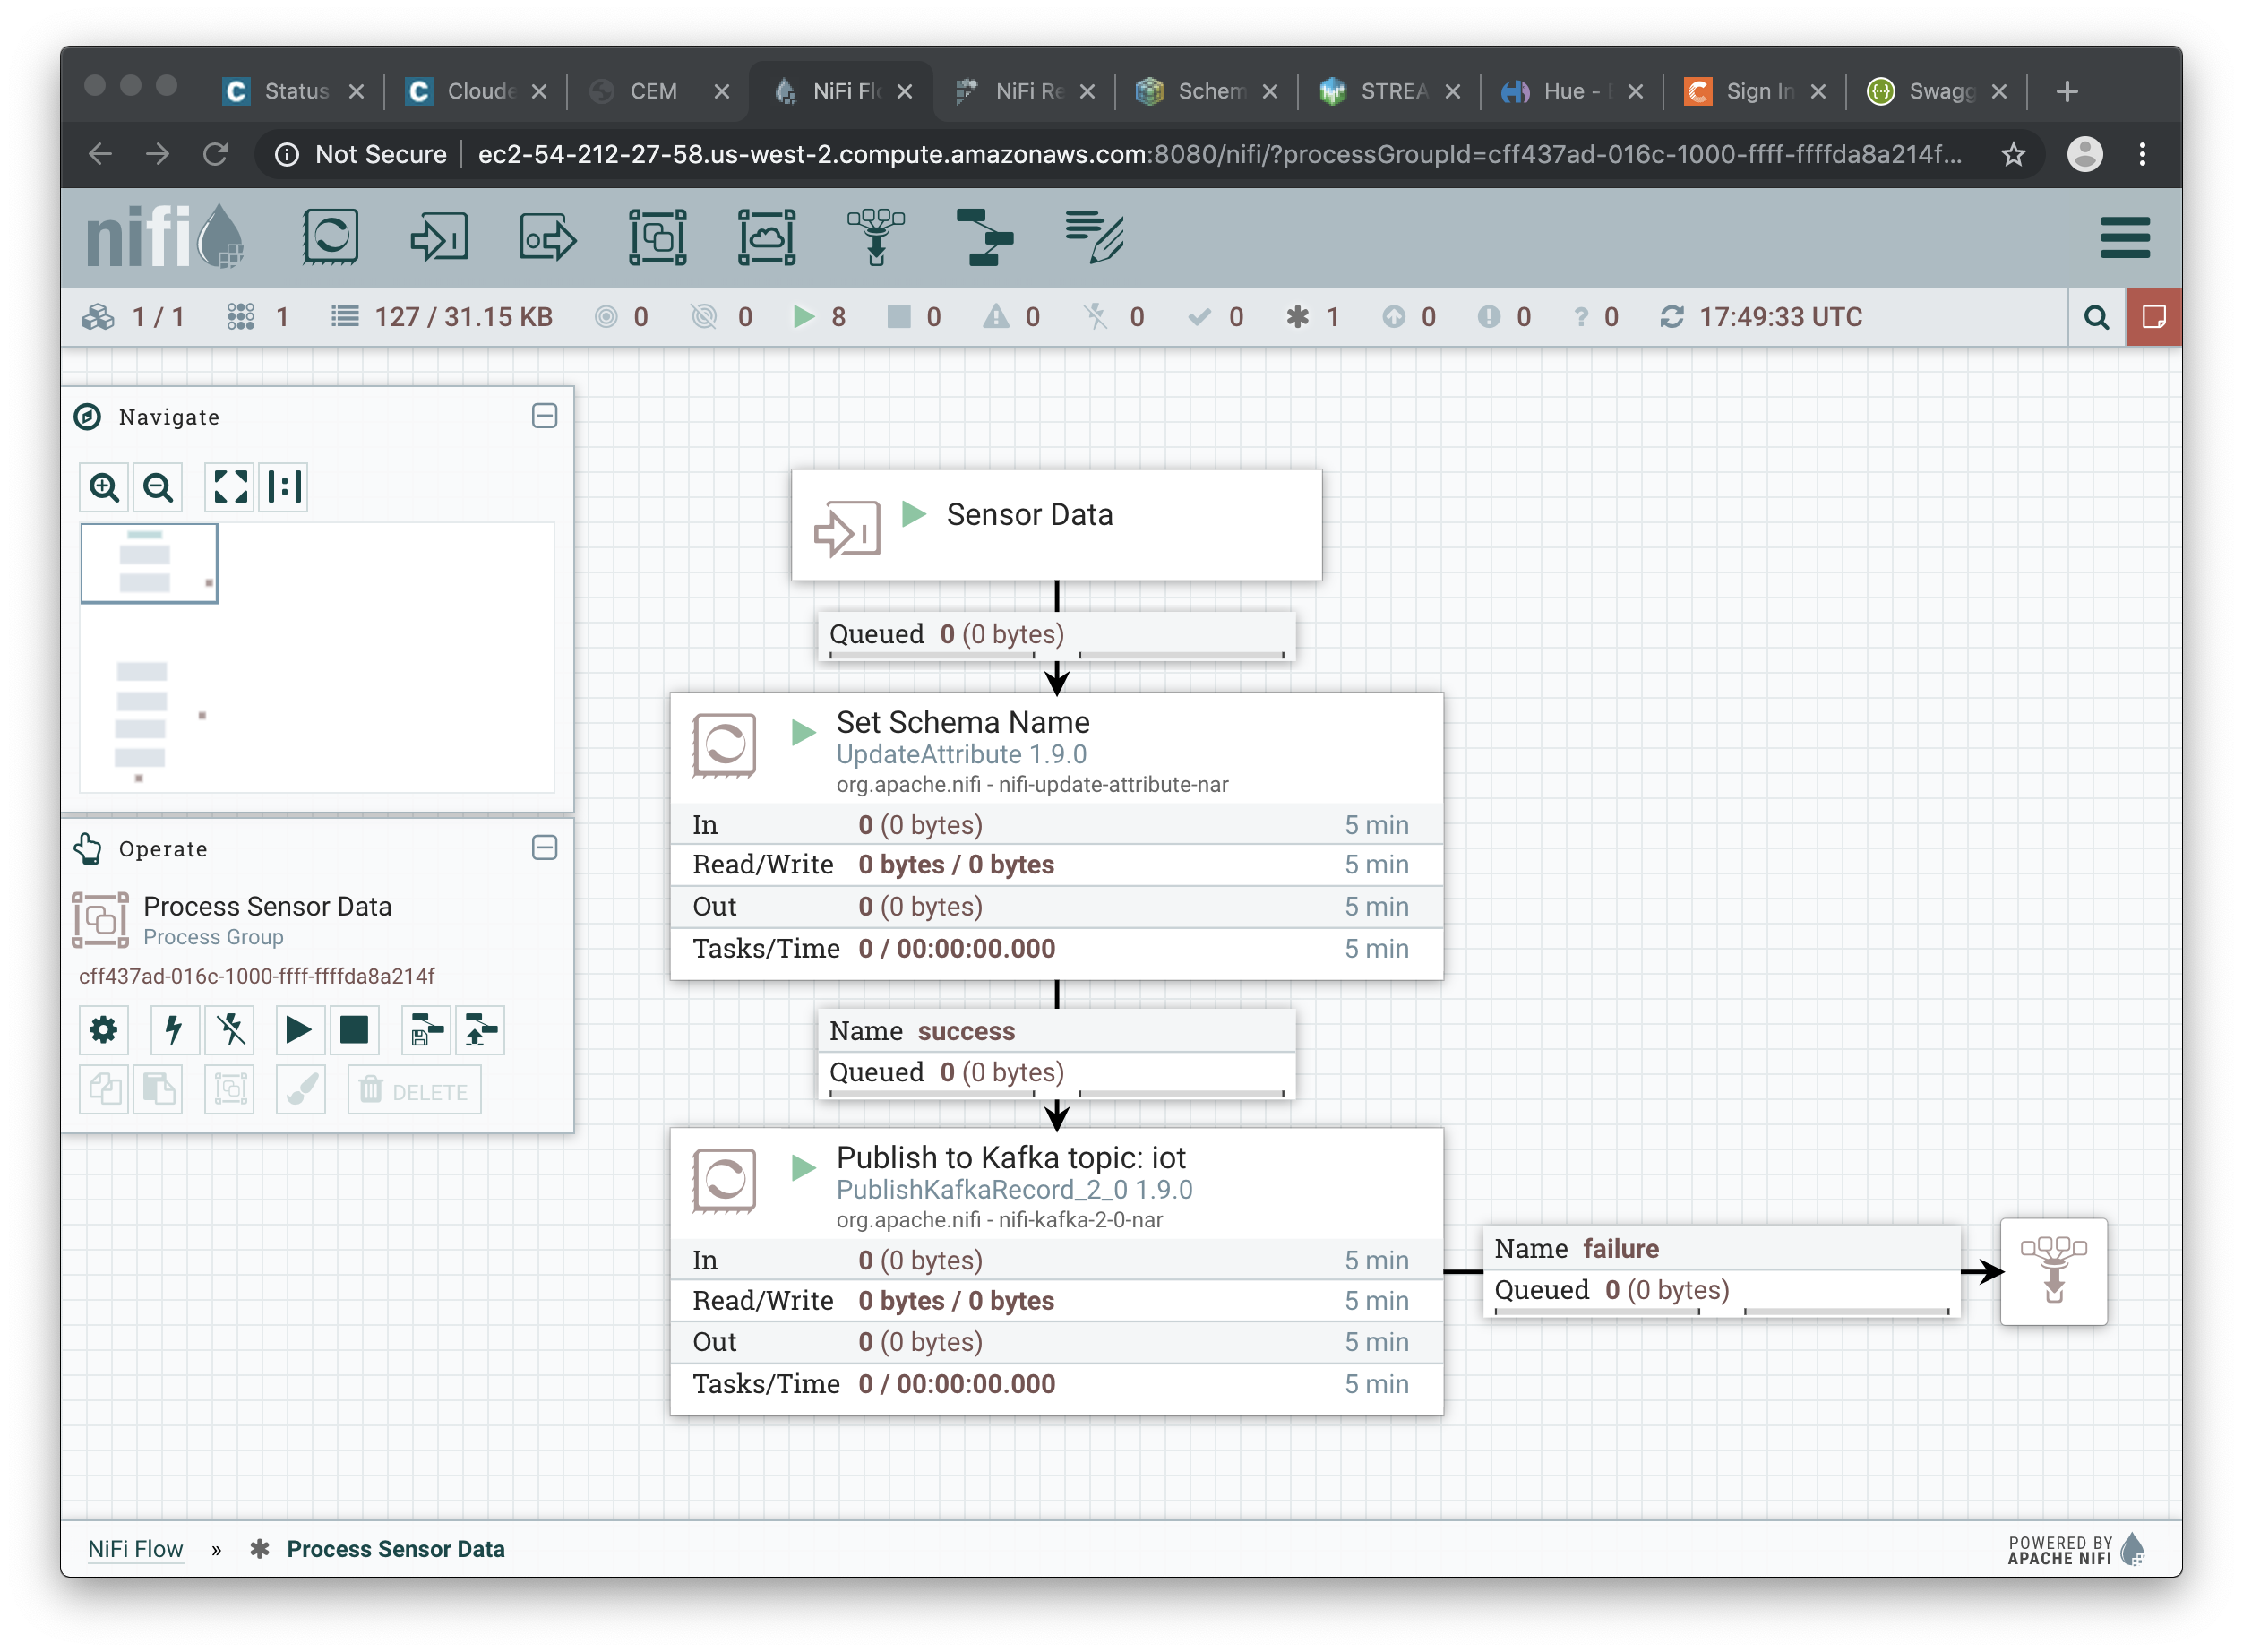 Status
Cloude
CEM
NiFi Flo
NiFi Re
Schem
STREA
Hue -
Sign In
Swagg
Not Secure
ec2-54-212-27-58.us-west-2.compute.amazonaws.com:8080/nifi/?processGroupId=cff437ad-016c-1000-ffff-ffffda8a214f...
nifi
1 / 1 1 127 / 31.15 KB 0 0 8 0 0 0 0 1 0 0 ? 0 17:49:33 UTC
Navigate
Operate
Process Sensor Data
Process Group
cff437ad-016c-1000-ffff-ffffda8a214f
DELETE
Sensor Data
Queued 0 (0 bytes)
Set Schema Name
UpdateAttribute 1.9.0
org.apache.nifi - nifi-update-attribute-nar
In 0 (0 bytes) 5 min
Read/Write 0 bytes / 0 bytes 5 min
Out 0 (0 bytes) 5 min
Tasks/Time 0 / 00:00:00.000 5 min
Name success
Queued 0 (0 bytes)
Publish to Kafka topic: iot
PublishKafkaRecord_2_0 1.9.0
org.apache.nifi - nifi-kafka-2-0-nar
In 0 (0 bytes) 5 min
Read/Write 0 bytes / 0 bytes 5 min
Out 0 (0 bytes) 5 min
Tasks/Time 0 / 00:00:00.000 5 min
Name failure
Queued 0 (0 bytes)
NiFi Flow » Process Sensor Data
POWERED BY
APACHE NIFI